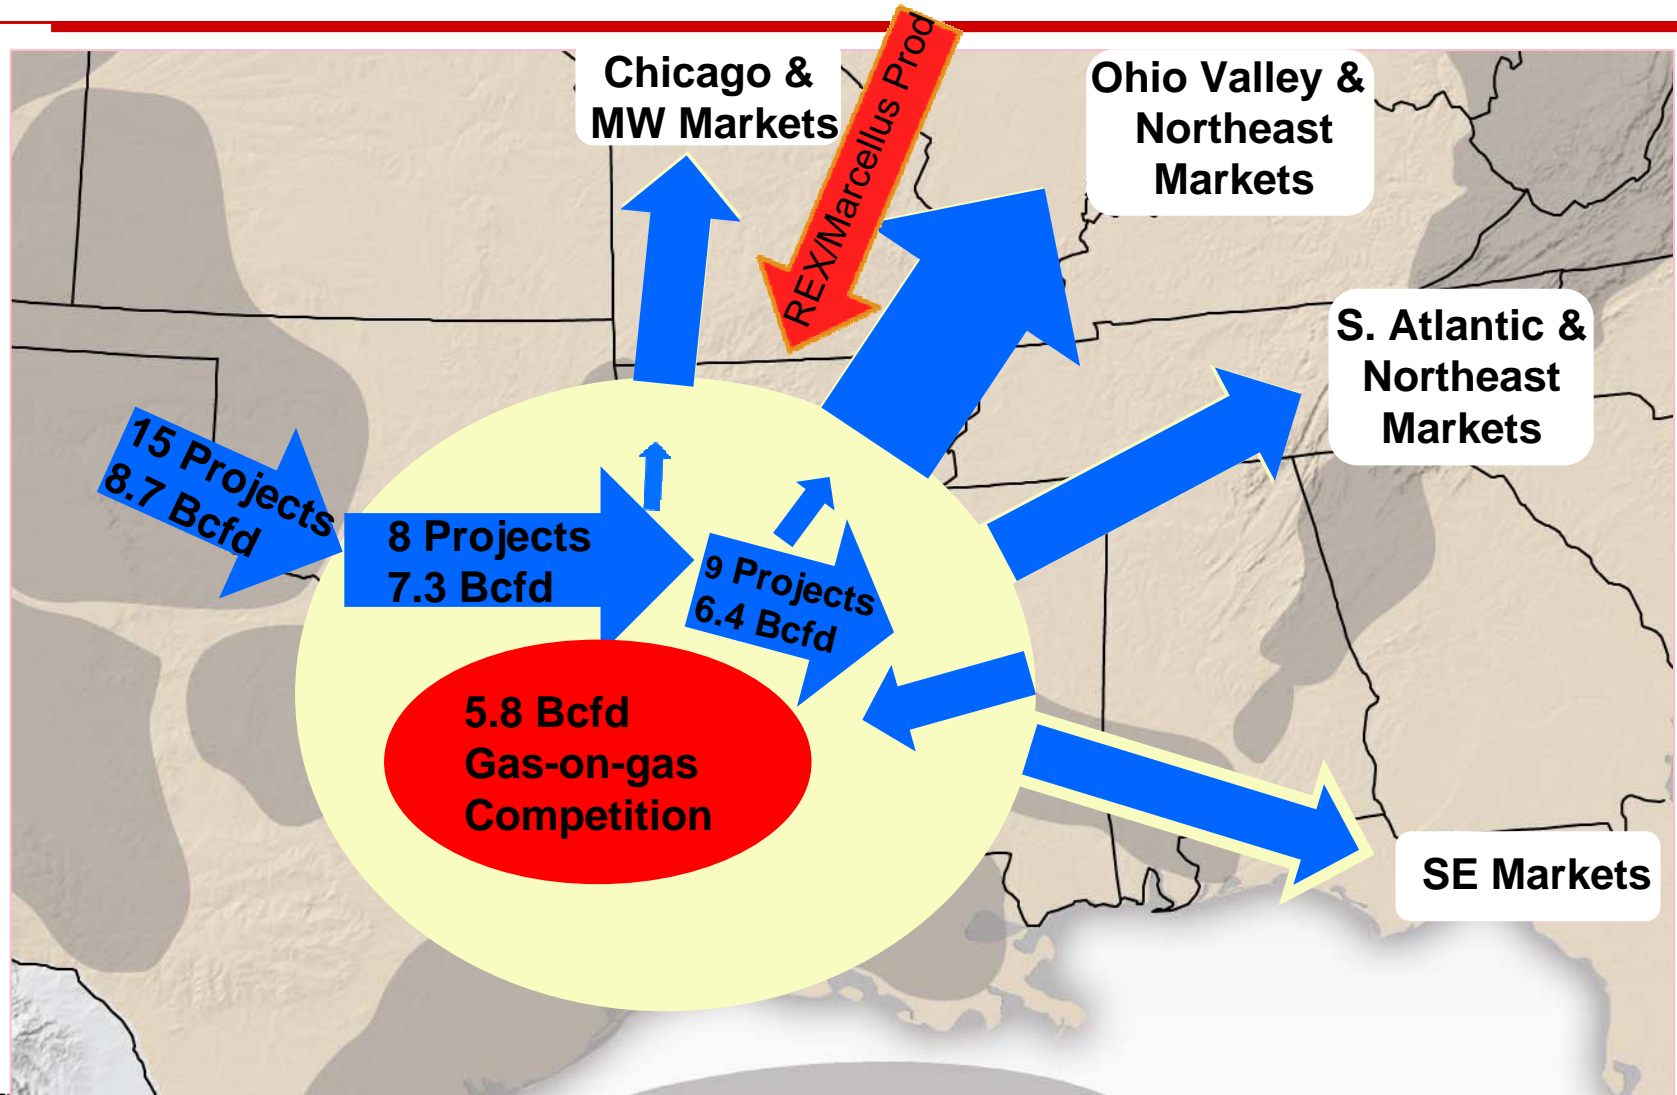 Chicago &
MW Markets
REX/Marcellus Prod
Ohio Valley &
Northeast
Markets
S. Atlantic &
Northeast
Markets
15 Projects
8.7 Bcfd
8 Projects
7.3 Bcfd
9 Projects
6.4 Bcfd
5.8 Bcfd
Gas-on-gas
Competition
SE Markets